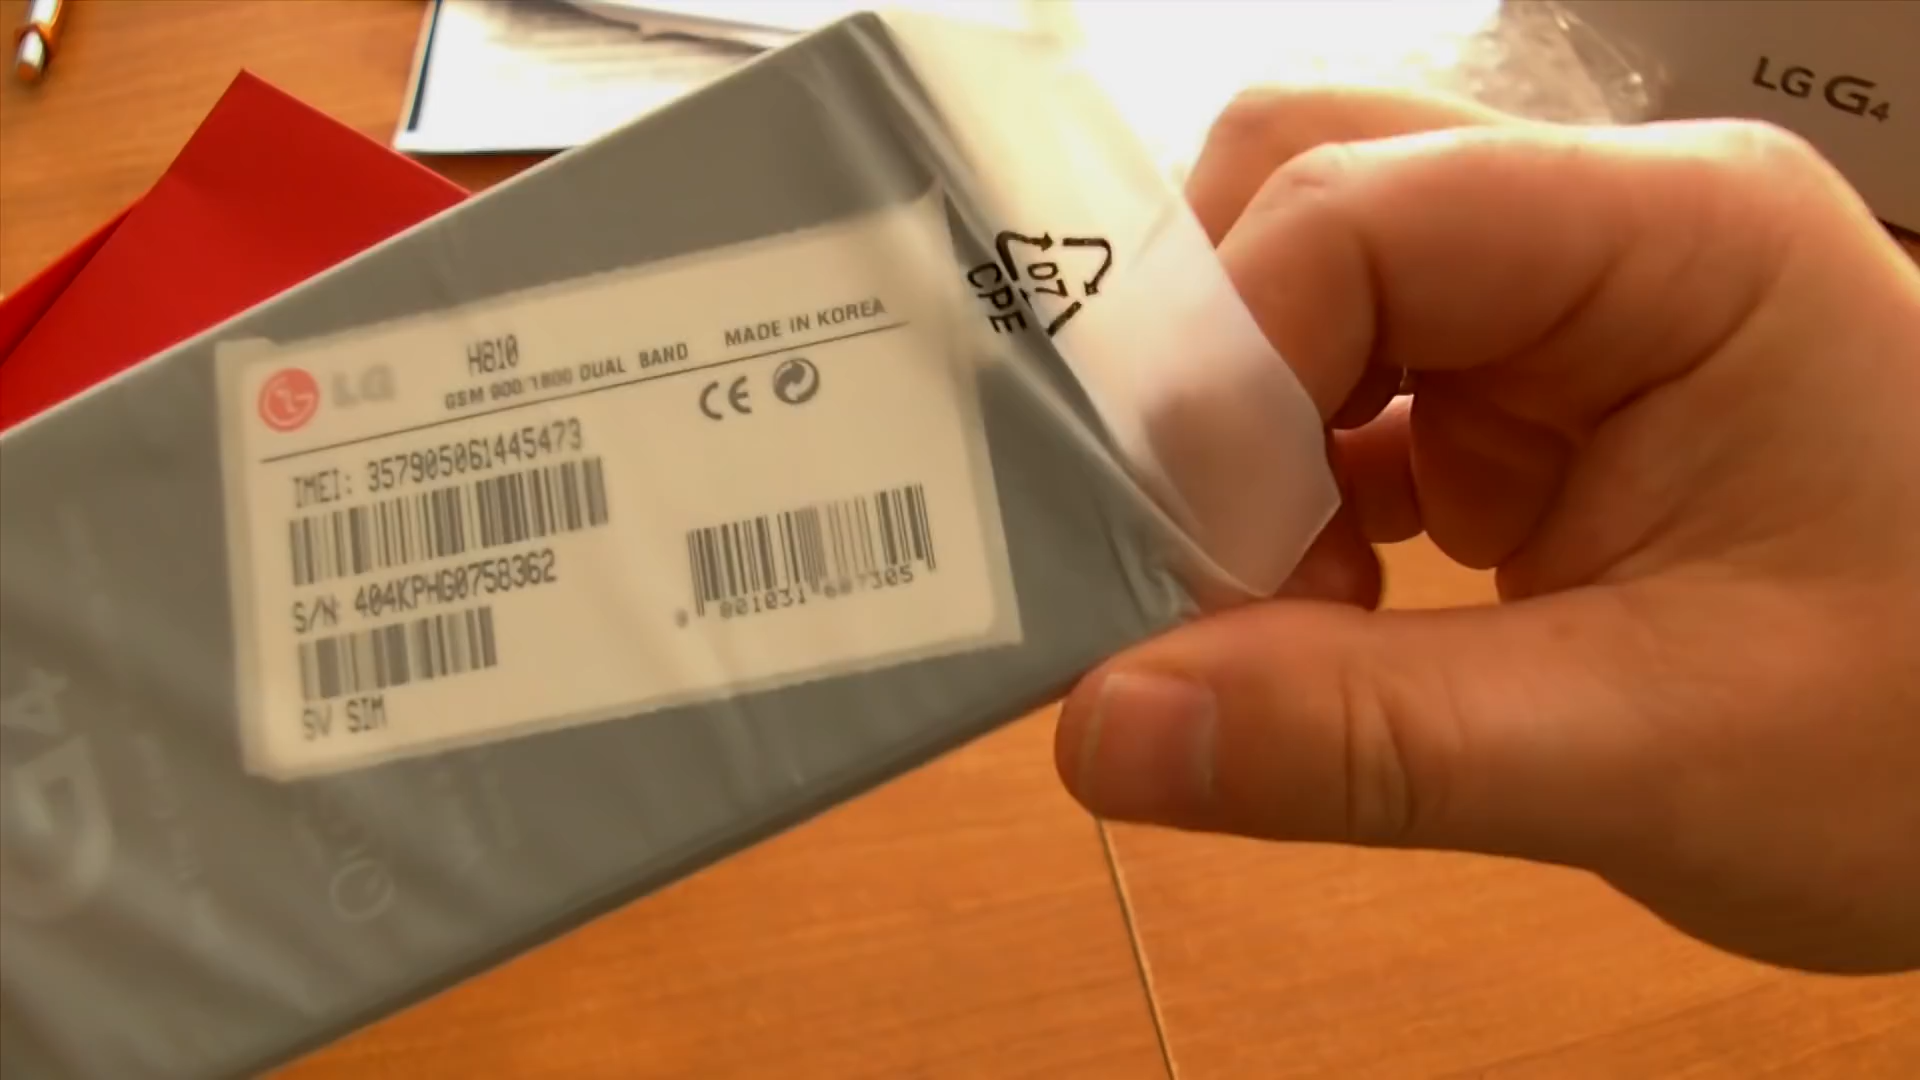 LG G4
07
CPE
LG
H810
GSM 900/1800 DUAL BAND
MADE IN KOREA
CE
IMEI: 357905061445473
S/N: 404KPHG0758362
SV SIM